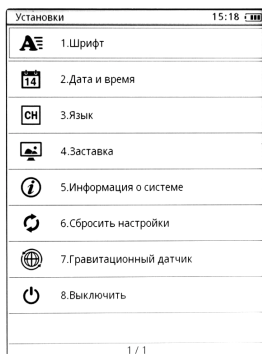 Установки 15:18
1.Шрифт
14 2.Дата и время
CH 3.Язык
4.Заставка
5.Информация о системе
6.Сбросить настройки
7.Гравитационный датчик
8.Выключить
1 / 1